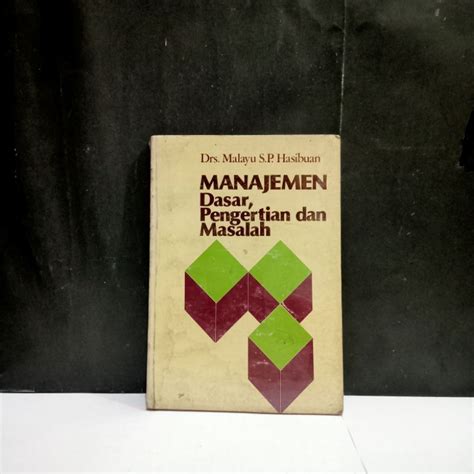 Drs. Malayu S.P. Hasibuan
MANAJEMEN
Dasar,
Pengertian dan
Masalah